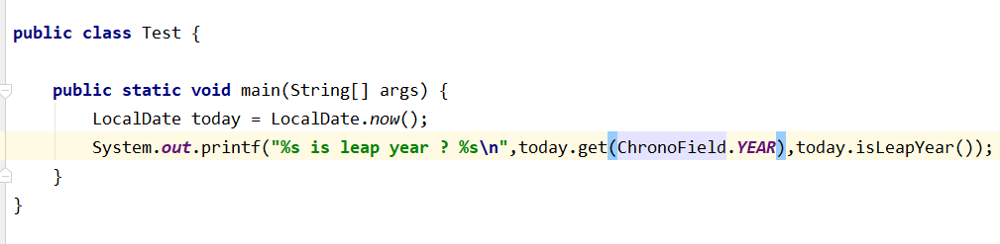 public class Test {
public static void main(String[] args) {
LocalDate today = LocalDate.now();
System.out.printf("%s is leap year ? %s\n",today.get(ChronoField.YEAR),today.isLeapYear());
}
}